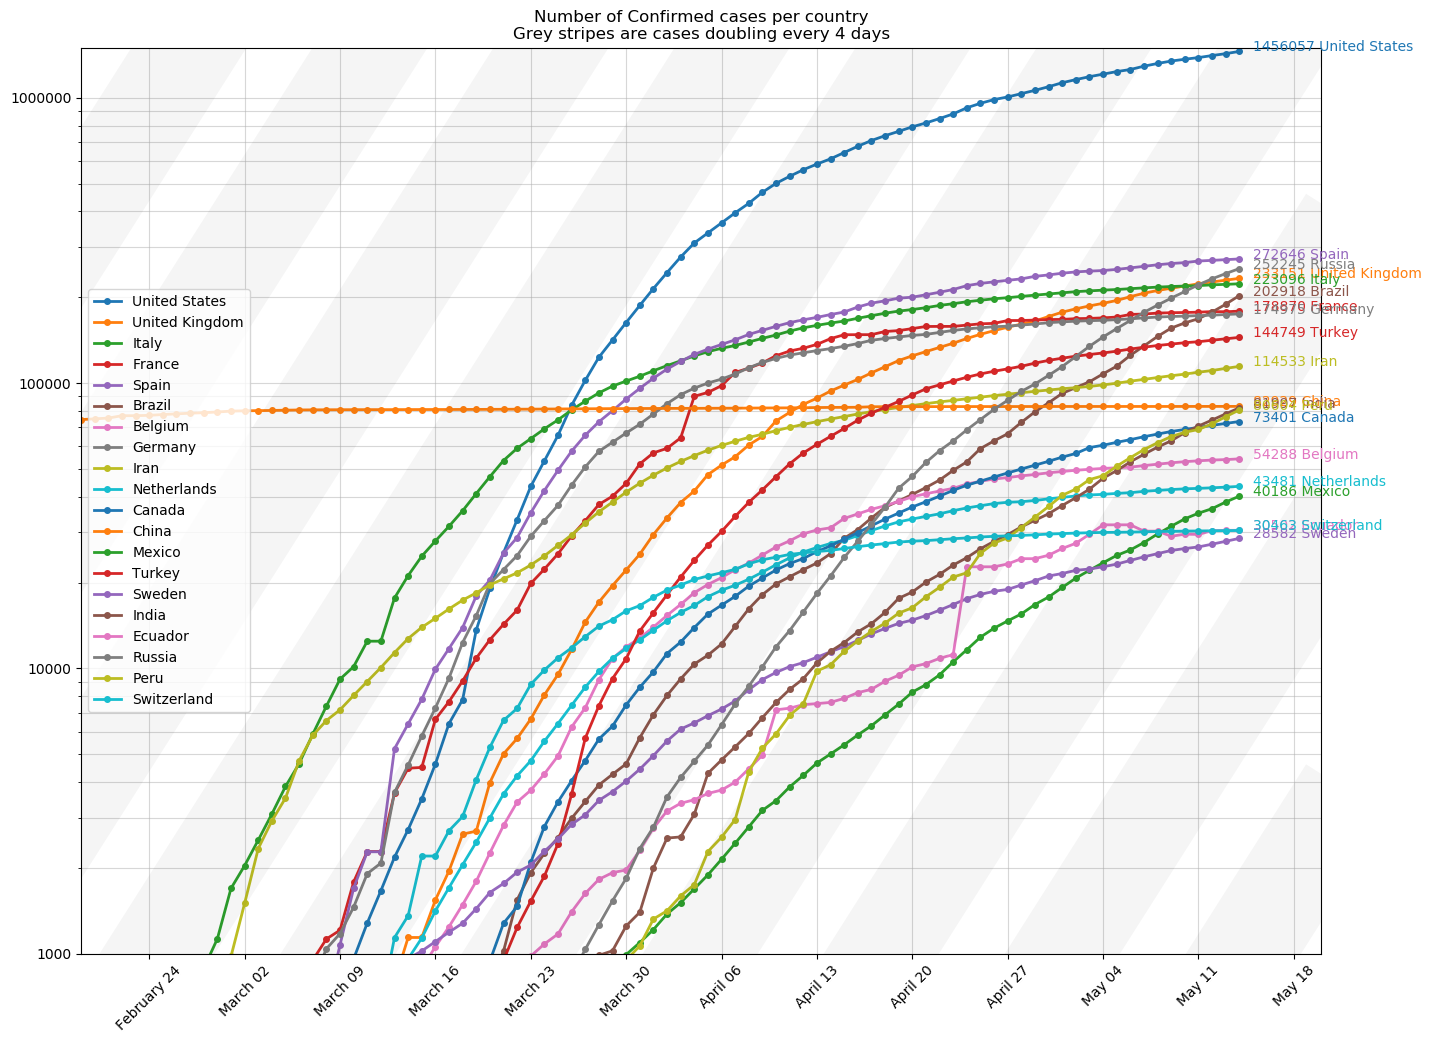 Number of Confirmed cases per country
Grey stripes are cases doubling every 4 days
1456057 United States
1000000
272646 Spain
252245 Russia
United Kingdom
223096 Italy
202918 Brazil
178870 France
Germany
144749 Turkey
114533 Iran
100000
China
73401 Canada
54288 Belgium
43481 Netherlands
40186 Mexico
Switzerland
28582 Sweden
10000
1000
United States
United Kingdom
Italy
France
Spain
Brazil
Belgium
Germany
Iran
Netherlands
Canada
China
Mexico
Turkey
Sweden
India
Ecuador
Russia
Peru
Switzerland
February 24
March 02
March 09
March 16
March 23
March 30
April 06
April 13
April 20
April 27
May 04
May 11
May 18